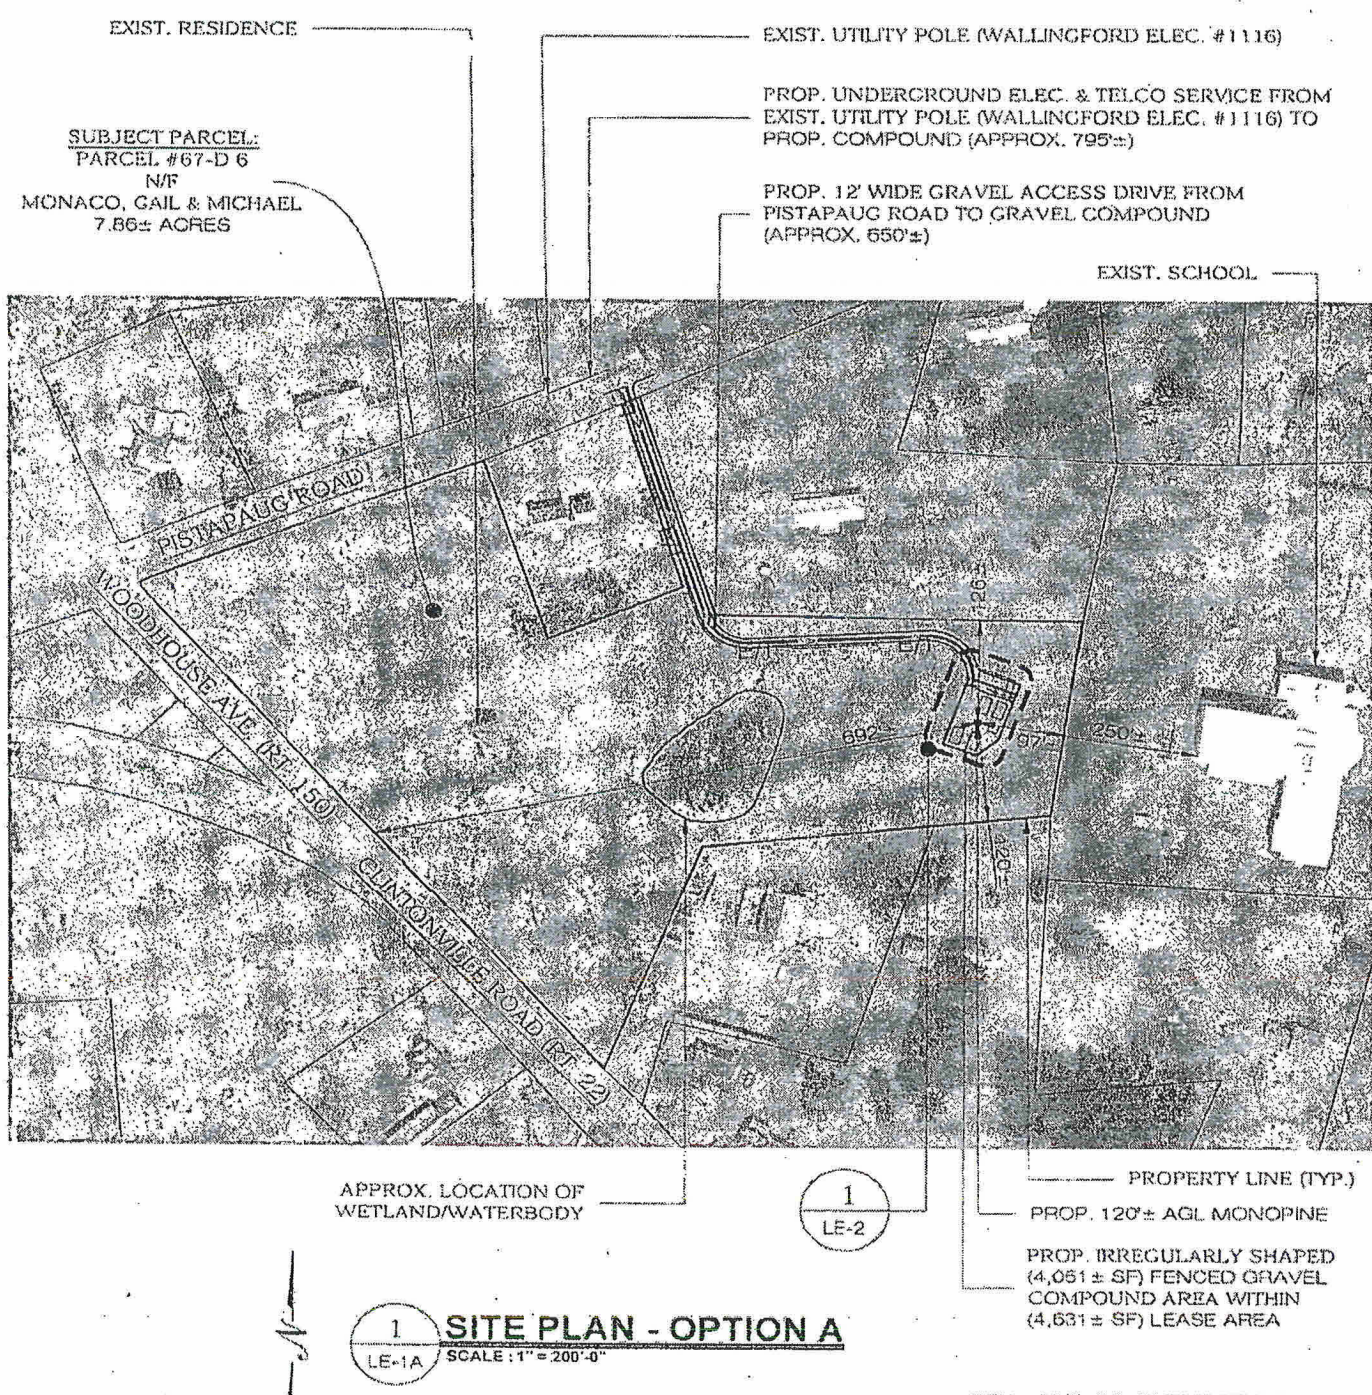 EXIST. RESIDENCE
EXIST. UTILITY POLE (WALLINGFORD ELEC. #1116)
PROP. UNDERGROUND ELEC. & TELCO SERVICE FROM
EXIST. UTILITY POLE (WALLINGFORD ELEC. #1116) TO
PROP. COMPOUND (APPROX. 795'±)
SUBJECT PARCEL:
PARCEL #67-D 6
N/F
MONACO, GAIL & MICHAEL
7.86± ACRES
PROP. 12' WIDE GRAVEL ACCESS DRIVE FROM
PISTAPAUG ROAD TO GRAVEL COMPOUND
(APPROX. 650'±)
EXIST. SCHOOL
PISTAPAUG ROAD
WOODHOUSE AVE (RT. 150)
CLINTONVILLE ROAD (RT. 22)
E/T
E/T
126'±
692'±
97'±
250'±
120'±
APPROX. LOCATION OF
WETLAND/WATERBODY
1
LE-2
PROPERTY LINE (TYP.)
PROP. 120'± AGL MONOPINE
PROP. IRREGULARLY SHAPED
(4,061± SF) FENCED GRAVEL
COMPOUND AREA WITHIN
(4,631± SF) LEASE AREA
N
1
LE-1A
SITE PLAN - OPTION A
SCALE : 1" = 200'-0"